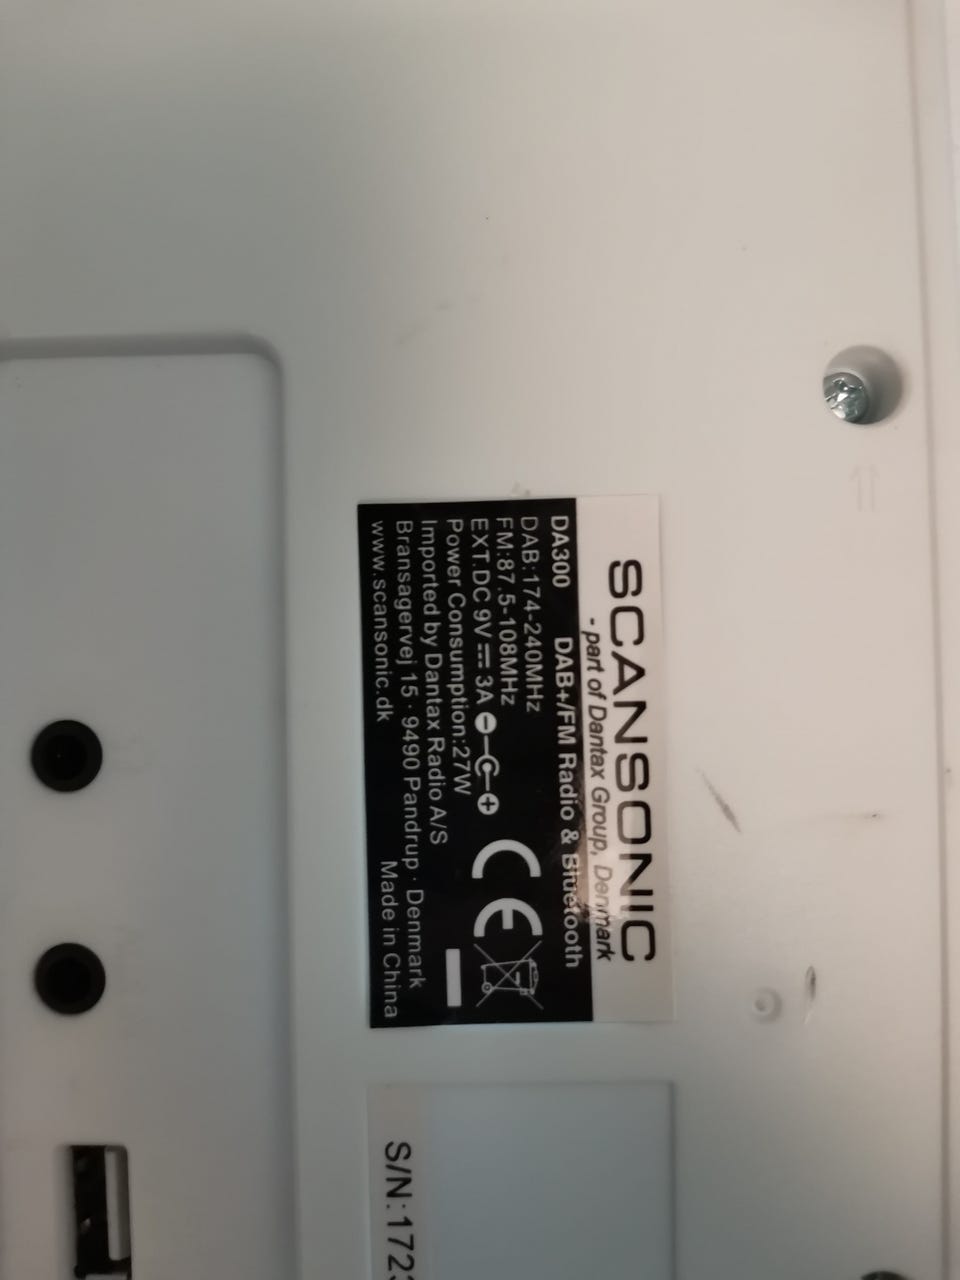 SCANSONIC
- part of Dantax Group, Denmark
DA300 DAB+/FM Radio & Bluetooth
DAB:174-240MHz
FM:87.5-108MHz
EXT.DC 9V ⎓ 3A
Power Consumption:27W
Imported by Dantax Radio A/S
Bransagervej 15 · 9490 Pandrup · Denmark
www.scansonic.dk Made in China
CE
S/N:1723